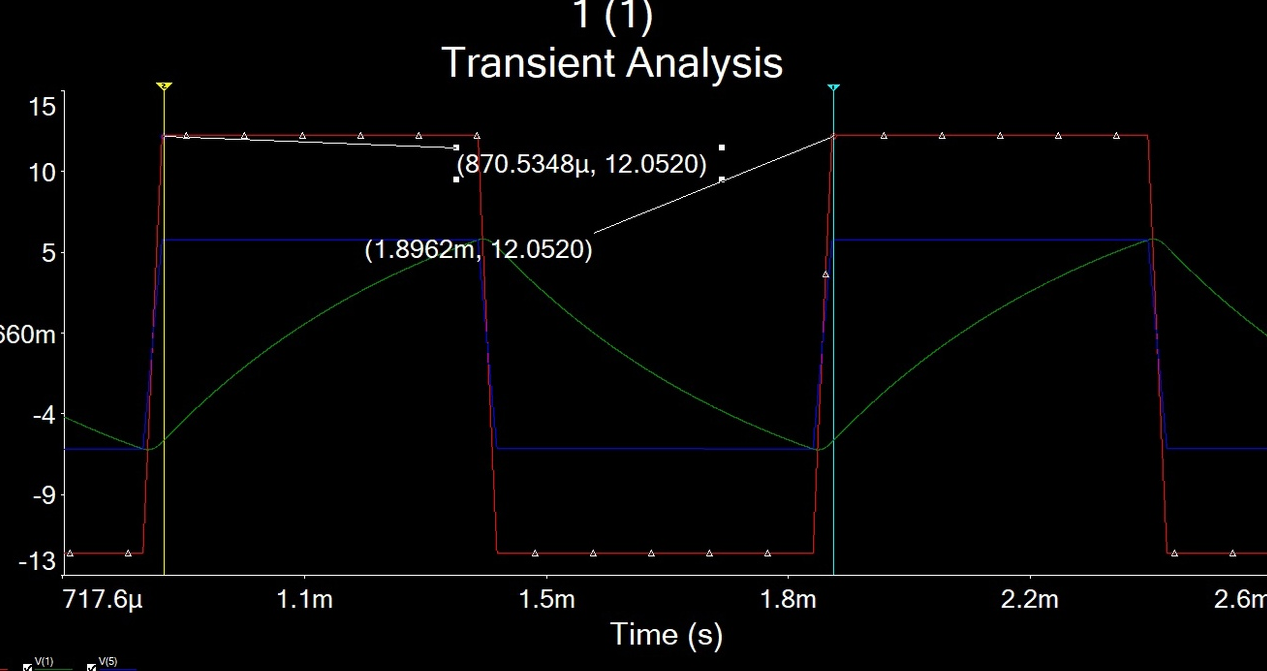 1 (1)
Transient Analysis
15
10
5
660m
-4
-9
-13
(870.5348µ, 12.0520)
(1.8962m, 12.0520)
717.6µ 1.1m 1.5m 1.8m 2.2m 2.6m
Time (s)
V(1) V(5)